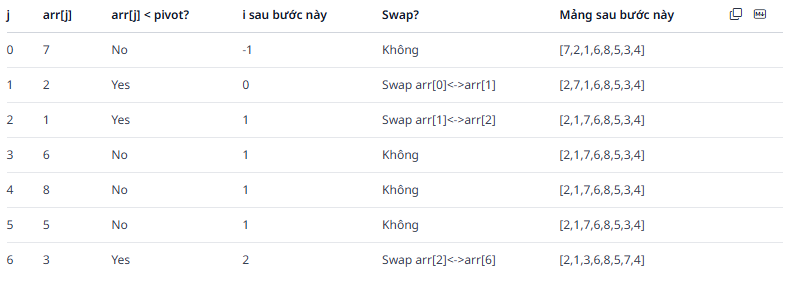 j arr[j] arr[j] < pivot? i sau bước này Swap? Mảng sau bước này
0 7 No -1 Không [7,2,1,6,8,5,3,4]
1 2 Yes 0 Swap arr[0]<->arr[1] [2,7,1,6,8,5,3,4]
2 1 Yes 1 Swap arr[1]<->arr[2] [2,1,7,6,8,5,3,4]
3 6 No 1 Không [2,1,7,6,8,5,3,4]
4 8 No 1 Không [2,1,7,6,8,5,3,4]
5 5 No 1 Không [2,1,7,6,8,5,3,4]
6 3 Yes 2 Swap arr[2]<->arr[6] [2,1,3,6,8,5,7,4]